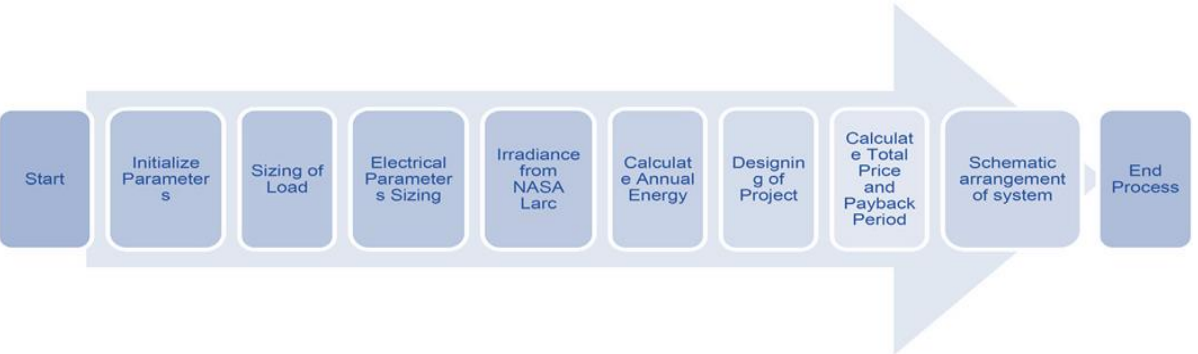 Start
Initialize
Parameter
s
Sizing of
Load
Electrical
Parameter
s Sizing
Irradiance
from
NASA
Larc
Calculat
e Annual
Energy
Designin
g of
Project
Calculat
e Total
Price
and
Payback
Period
Schematic
arrangement
of system
End
Process